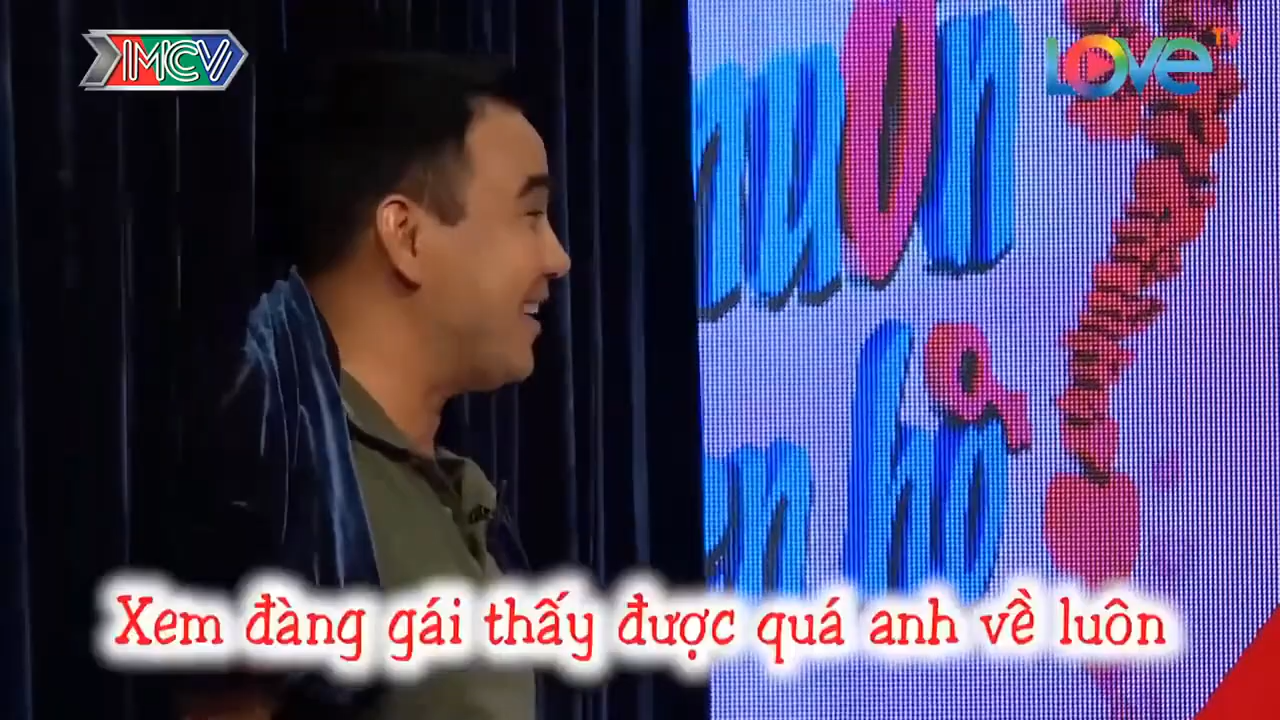 MCV
LOVE TV
Xem đàng gái thấy được quá anh về luôn